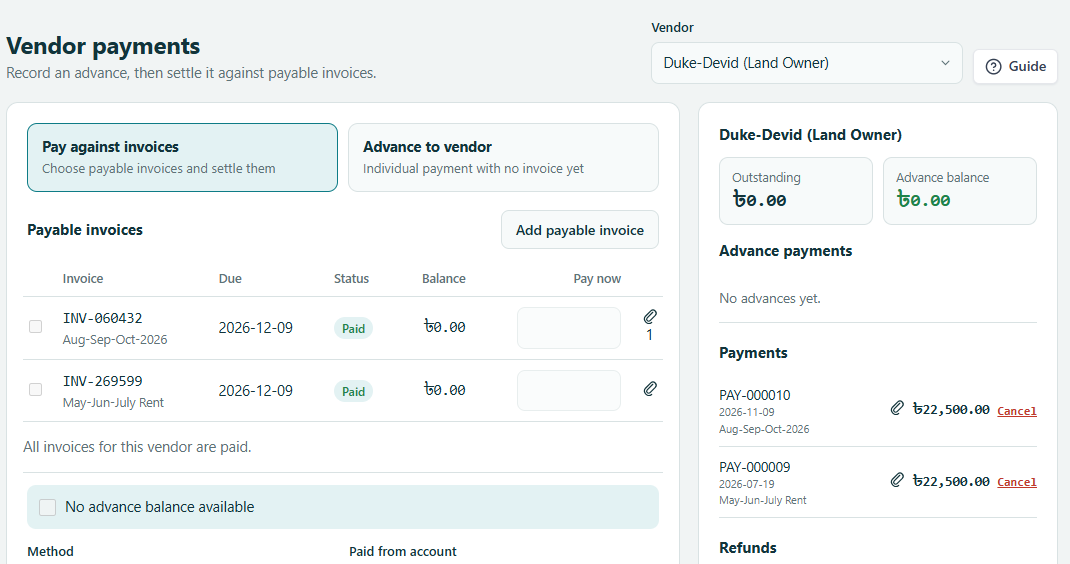 Vendor payments
Record an advance, then settle it against payable invoices.
Vendor
Duke-Devid (Land Owner)
Guide
Pay against invoices
Choose payable invoices and settle them
Advance to vendor
Individual payment with no invoice yet
Payable invoices
Add payable invoice
Invoice Due Status Balance Pay now
INV-060432
Aug-Sep-Oct-2026
2026-12-09 Paid ৳0.00
1
INV-269599
May-Jun-July Rent
2026-12-09 Paid ৳0.00
All invoices for this vendor are paid.
No advance balance available
Method Paid from account
Duke-Devid (Land Owner)
Outstanding
৳0.00
Advance balance
৳0.00
Advance payments
No advances yet.
Payments
PAY-000010
2026-11-09
Aug-Sep-Oct-2026
৳22,500.00 Cancel
PAY-000009
2026-07-19
May-Jun-July Rent
৳22,500.00 Cancel
Refunds